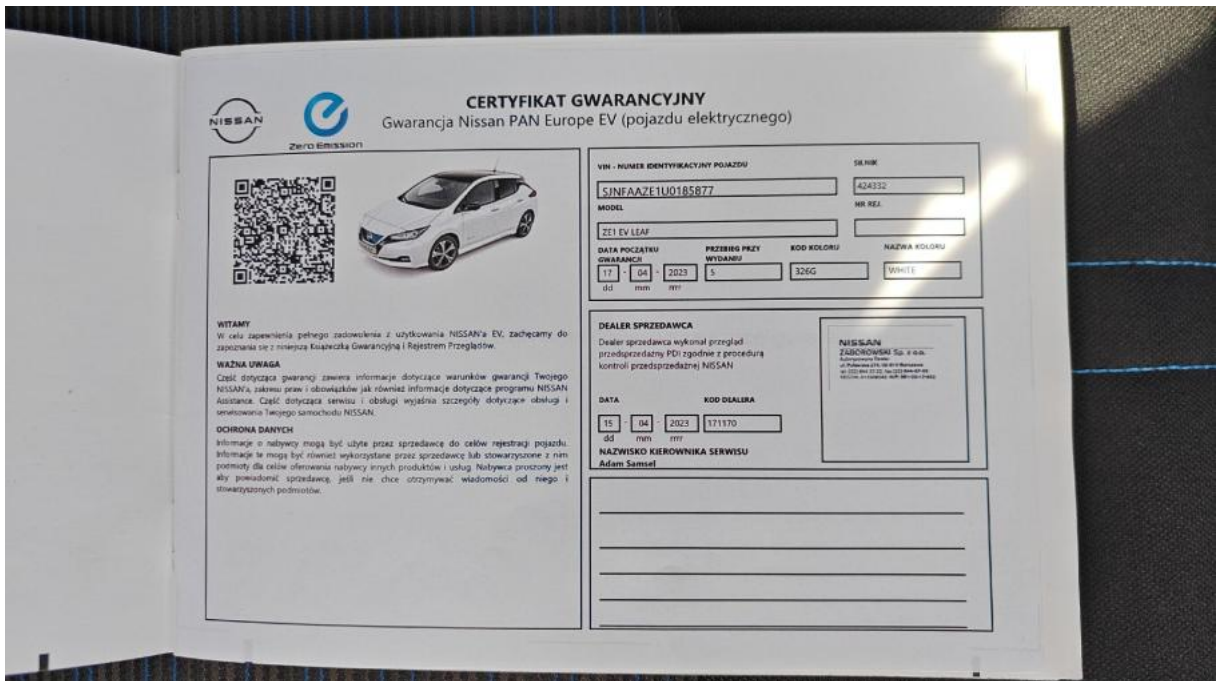 NISSAN
Zero Emission
CERTYFIKAT GWARANCYJNY
Gwarancja Nissan PAN Europe EV (pojazdu elektrycznego)
WITAMY
W celu zapewnienia pełnego zadowolenia z użytkowania NISSAN'a EV, zachęcamy do
zapoznania się z niniejszą Książeczką Gwarancyjną i Rejestrem Przeglądów.
WAŻNA UWAGA
Część dotycząca gwarancji zawiera informacje dotyczące warunków gwarancji Twojego
NISSAN'a, zakresu praw i obowiązków jak również informacje dotyczące programu NISSAN
Assistance. Część dotycząca serwisu i obsługi wyjaśnia szczegóły dotyczące obsługi i
serwisowania Twojego samochodu NISSAN.
OCHRONA DANYCH
Informacje o nabywcy mogą być użyte przez sprzedawcę do celów rejestracji pojazdu.
Informacje te mogą być również wykorzystane przez sprzedawcę lub stowarzyszone z nim
podmioty dla celów oferowania nabywcy innych produktów i usług. Nabywca proszony jest
aby powiadomić sprzedawcę, jeśli nie chce otrzymywać wiadomości od niego i
stowarzyszonych podmiotów.
VIN - NUMER IDENTYFIKACYJNY POJAZDU SILNIK
SJNFAAZE1U0185877 424332
MODEL NR REJ.
ZE1 EV LEAF
DATA POCZĄTKU GWARANCJI PRZEBIEG PRZY WYDANIU KOD KOLORU NAZWA KOLORU
17 - 04 - 2023 5 326G WHITE
dd mm rrrr
DEALER SPRZEDAWCA
Dealer sprzedawca wykonał przegląd
przedsprzedażny PDI zgodnie z procedurą
kontroli przedsprzedażnej NISSAN
DATA KOD DEALERA
15 - 04 - 2023 171170
dd mm rrrr
NAZWISKO KIEROWNIKA SERWISU
Adam Samsel
NISSAN
ZABOROWSKI Sp. z o.o.